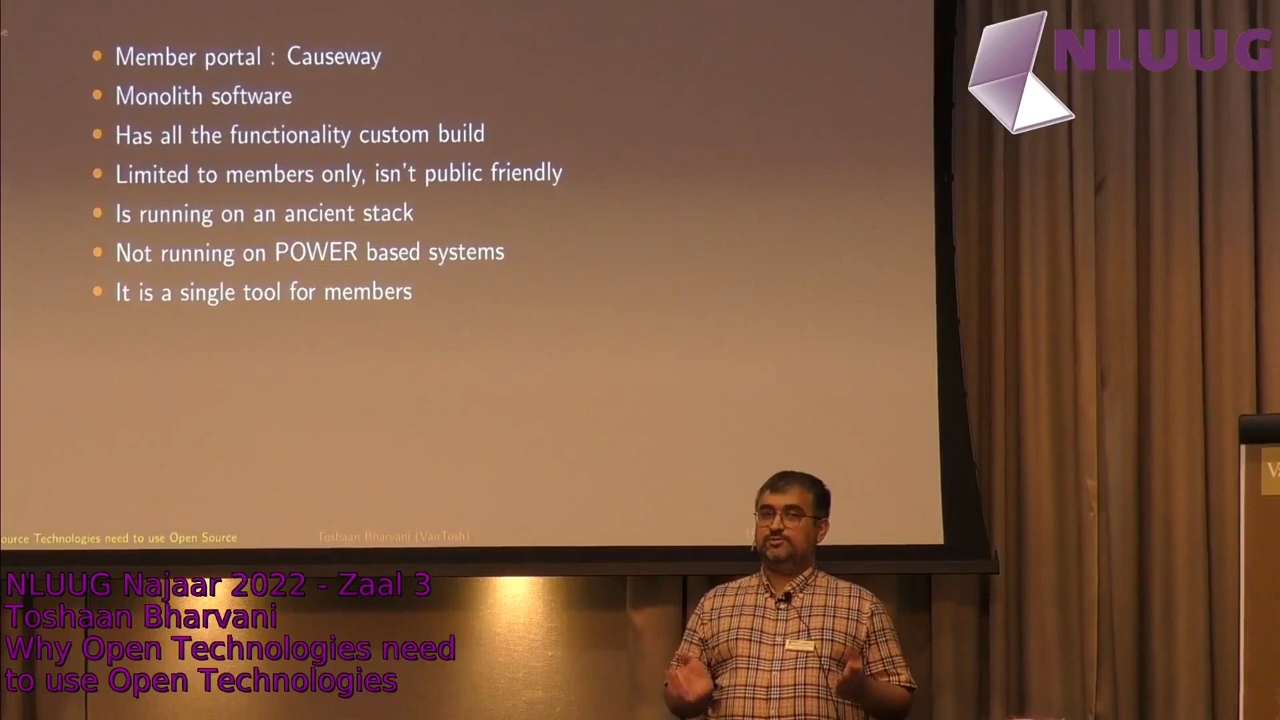 Member portal : Causeway
Monolith software
Has all the functionality custom build
Limited to members only, isn't public friendly
Is running on an ancient stack
Not running on POWER based systems
It is a single tool for members
NLUUG
ource Technologies need to use Open Source
Toshaan Bharvani (VanTosh)
NLUUG Najaar 2022 - Zaal 3
Toshaan Bharvani
Why Open Technologies need
to use Open Technologies